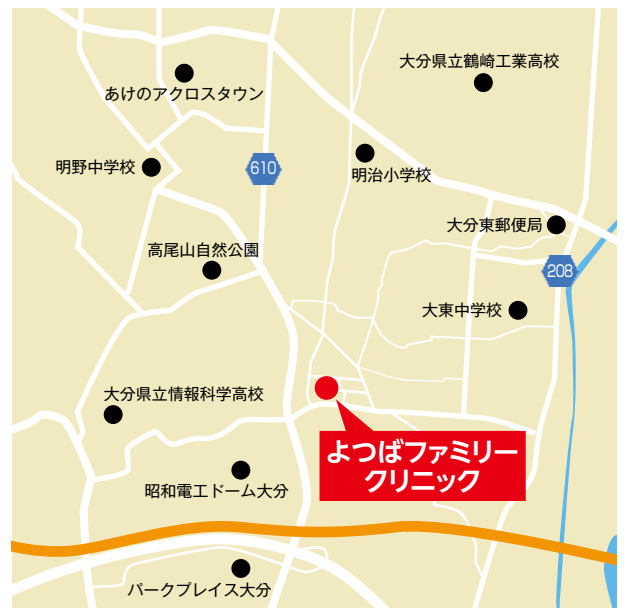 大分県立鶴崎工業高校
あけのアクロスタウン
明野中学校
610
明治小学校
大分東郵便局
高尾山自然公園
208
大東中学校
大分県立情報科学高校
よつばファミリー
クリニック
昭和電工ドーム大分
パークプレイス大分